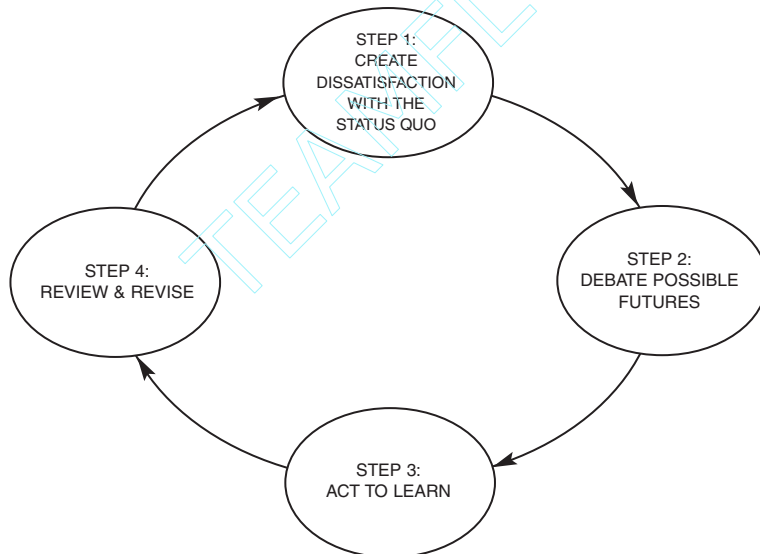 STEP 1:
CREATE
DISSATISFACTION
WITH THE
STATUS QUO
STEP 2:
DEBATE POSSIBLE
FUTURES
STEP 3:
ACT TO LEARN
STEP 4:
REVIEW & REVISE